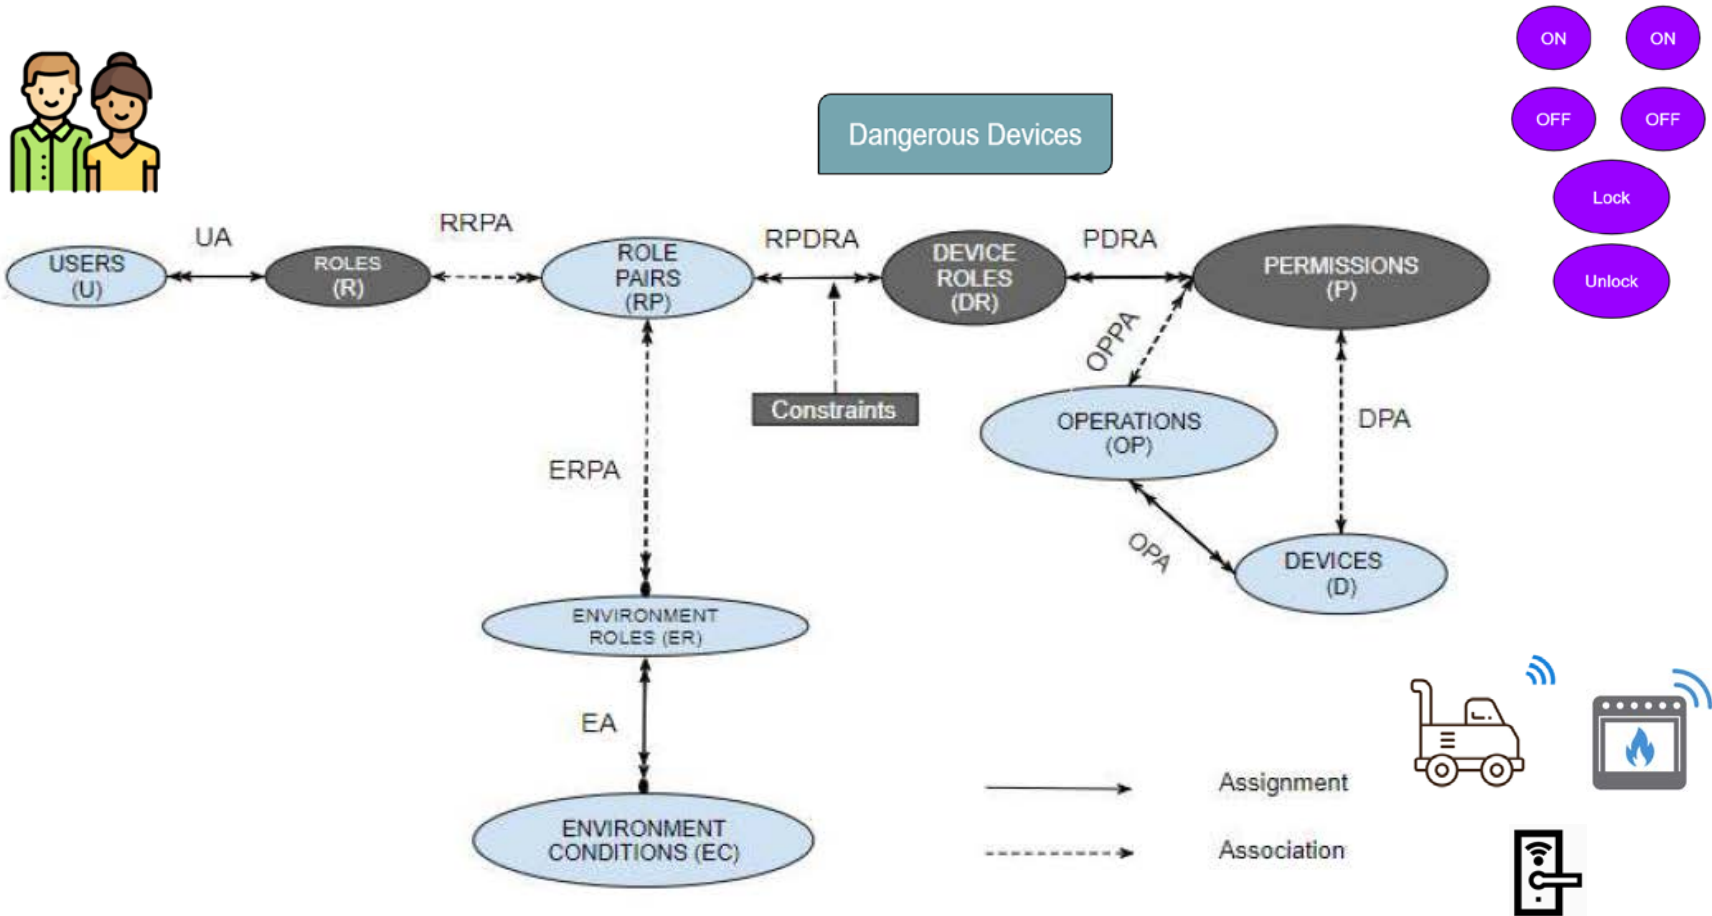 ON
ON
OFF
OFF
Lock
Unlock
Dangerous Devices
UA
RRPA
RPDRA
PDRA
USERS
(U)
ROLES
(R)
ROLE
PAIRS
(RP)
DEVICE
ROLES
(DR)
PERMISSIONS
(P)
OPPA
Constraints
OPERATIONS
(OP)
DPA
ERPA
OPA
DEVICES
(D)
ENVIRONMENT
ROLES (ER)
EA
ENVIRONMENT
CONDITIONS (EC)
Assignment
Association